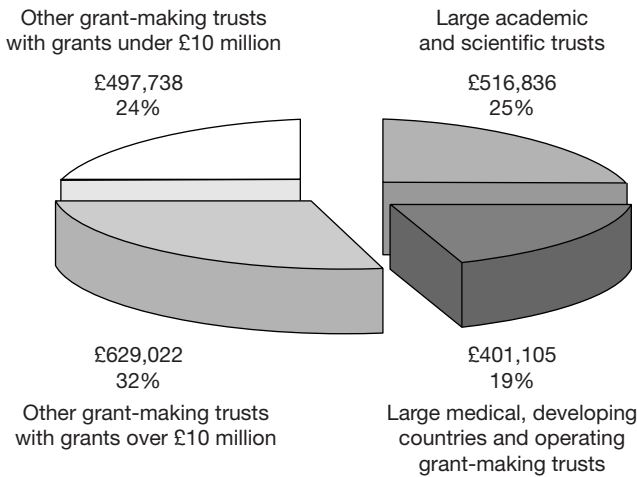 Other grant-making trusts
with grants under £10 million
£497,738
24%
Large academic
and scientific trusts
£516,836
25%
£629,022
32%
Other grant-making trusts
with grants over £10 million
£401,105
19%
Large medical, developing
countries and operating
grant-making trusts